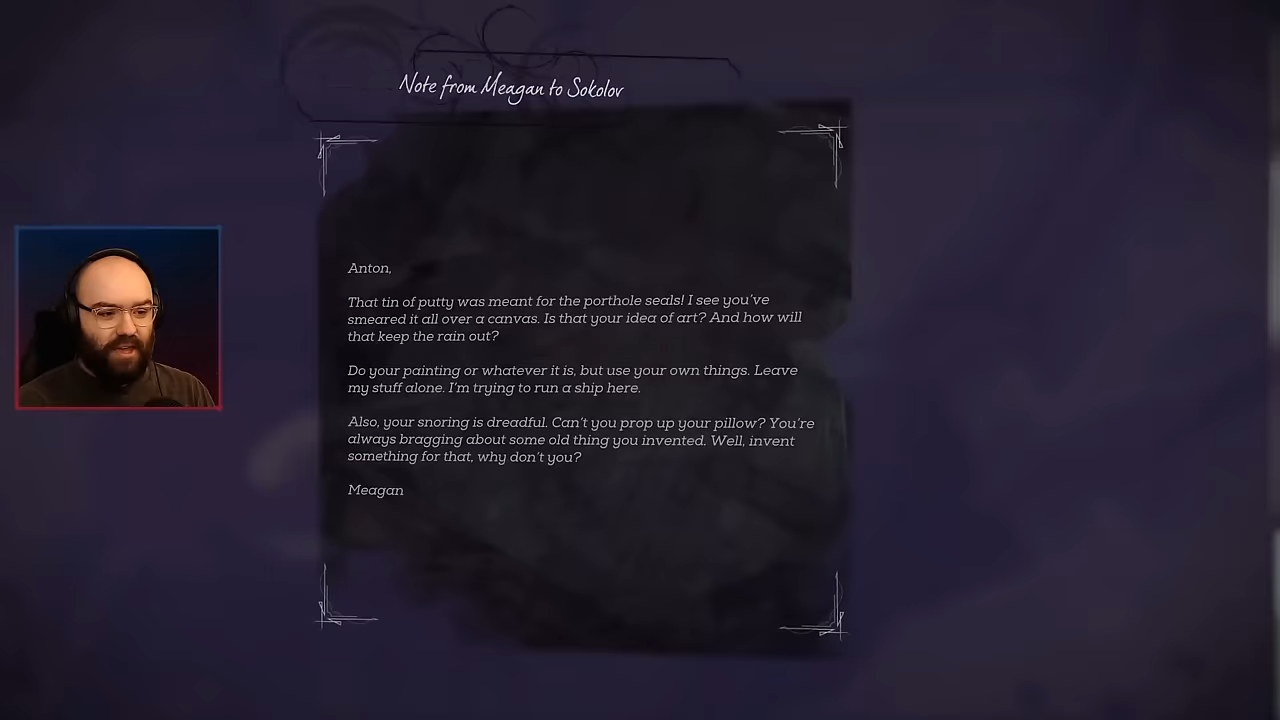 Note from Meagan to Sokolov
Anton,
That tin of putty was meant for the porthole seals! I see you've
smeared it all over a canvas. Is that your idea of art? And how will
that keep the rain out?
Do your painting or whatever it is, but use your own things. Leave
my stuff alone. I'm trying to run a ship here.
Also, your snoring is dreadful. Can't you prop up your pillow? You're
always bragging about some old thing you invented. Well, invent
something for that, why don't you?
Meagan